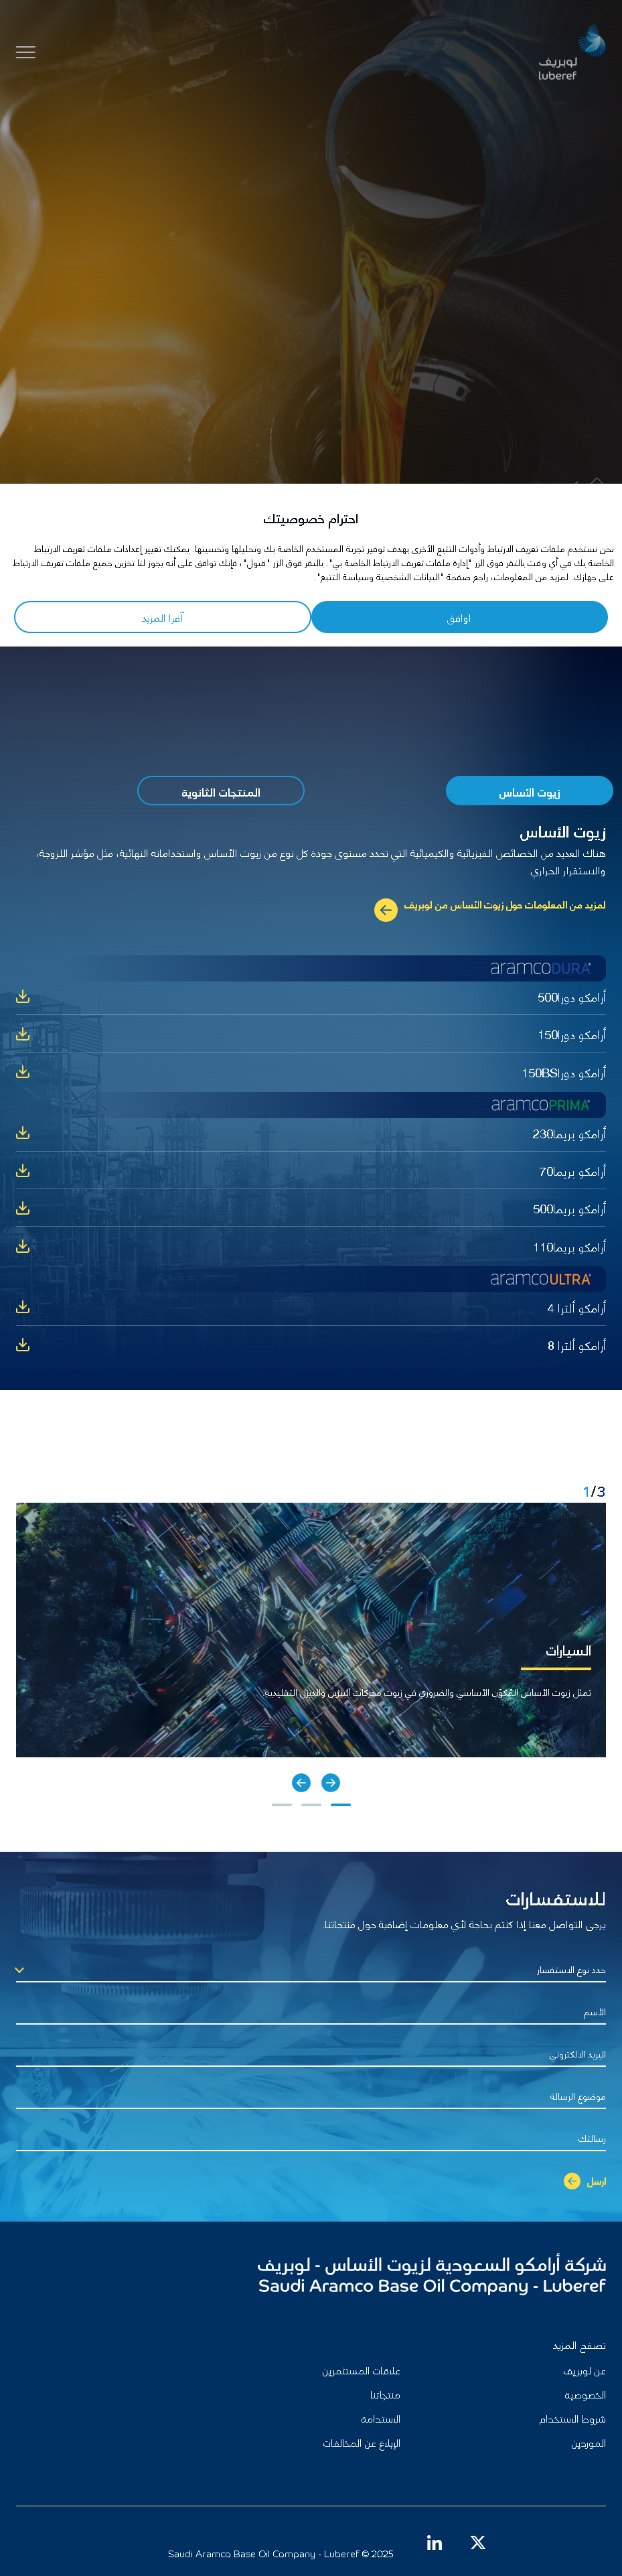 لوبريف
luberef
احترام خصوصيتك
نحن نستخدم ملفات تعريف الارتباط وأدوات التتبع الأخرى بهدف توفير تجربة المستخدم الخاصة بك وتحليلها وتحسينها. يمكنك تغيير إعدادات ملفات تعريف الارتباط
الخاصة بك في أي وقت بالنقر فوق الزر "إدارة ملفات تعريف الارتباط الخاصة بي". بالنقر فوق الزر "قبول"، فإنك توافق على أنه يجوز لنا تخزين جميع ملفات تعريف الارتباط
على جهازك. لمزيد من المعلومات، راجع صفحة "البيانات الشخصية وسياسة التتبع".
اوافق
أقرا المزيد
زيوت الأساس
المنتجات الثانوية
زيوت الأساس
هناك العديد من الخصائص الفيزيائية والكيميائية التي تحدد مستوى جودة كل نوع من زيوت الأساس واستخداماته النهائية، مثل مؤشر اللزوجة،
والاستقرار الحراري.
لمزيد من المعلومات حول زيوت الأساس من لوبريف
aramcoDURA
أرامكو دورا500
أرامكو دورا150
أرامكو دورا150BS
aramcoPRIMA
أرامكو بريما230
أرامكو بريما70
أرامكو بريما500
أرامكو بريما110
aramcoULTRA
أرامكو ألترا 4
أرامكو ألترا 8
1/3
السيارات
تمثل زيوت الأساس المُكوّن الأساسي والضروري في زيوت محركات البنزين والديزل التقليدية.
للاستفسارات
يرجى التواصل معنا إذا كنتم بحاجة لأي معلومات إضافية حول منتجاتنا.
حدد نوع الاستفسار
الأسم
البريد الالكتروني
موضوع الرسالة
رسالتك
ارسل
شركة أرامكو السعودية لزيوت الأساس - لوبريف
Saudi Aramco Base Oil Company - Luberef
تصفح المزيد
عن لوبريف
علاقات المستثمرين
الخصوصية
منتجاتنا
شروط الاستخدام
الاستدامة
الموردين
الإبلاغ عن المخالفات
Saudi Aramco Base Oil Company - Luberef © 2025